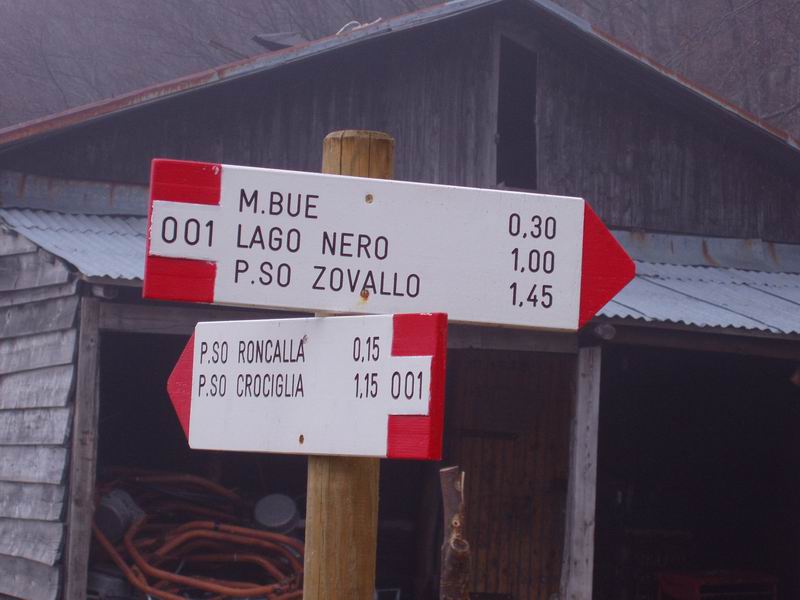 001
M.BUE 0,30
LAGO NERO 1,00
P.SO ZOVALLO 1,45
P.SO RONCALLA 0,15
P.SO CROCIGLIA 1,15
001